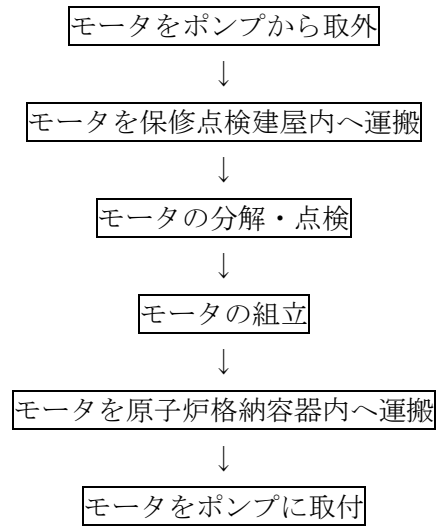 モータをポンプから取外
↓
モータを保修点検建屋内へ運搬
↓
モータの分解・点検
↓
モータの組立
↓
モータを原子炉格納容器内へ運搬
↓
モータをポンプに取付